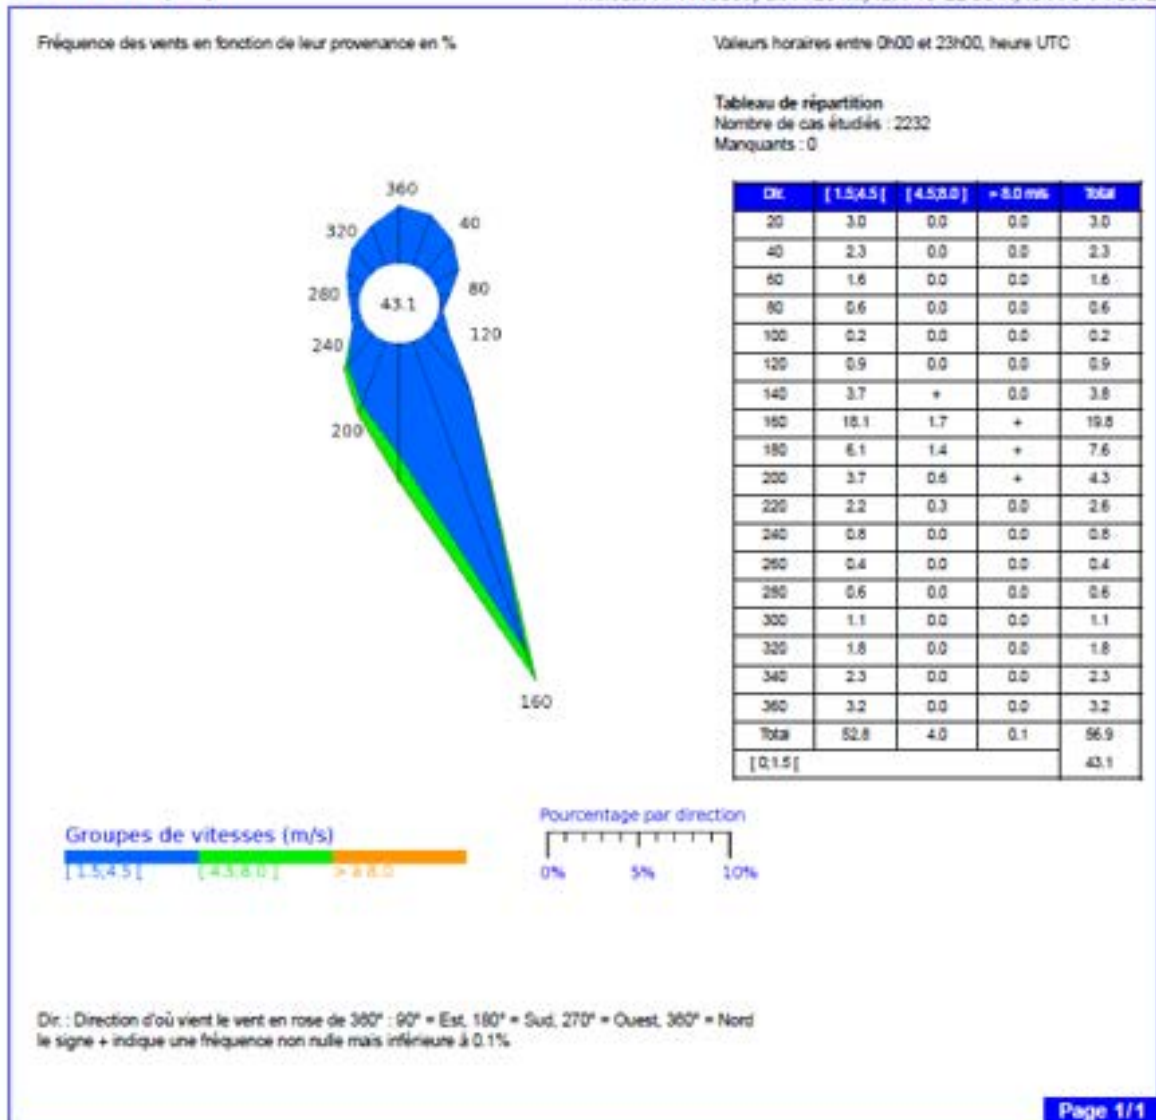 Fréquence des vents en fonction de leur provenance en %
Valeurs horaires entre 0h00 et 23h00, heure UTC
Tableau de répartition
Nombre de cas étudiés : 2232
Manquants : 0
360
320
40
280
80
43.1
120
240
200
160
Dir. [ 1.5;4.5 [ [ 4.5;8.0 ] > 8.0 m/s Total
20 3.0 0.0 0.0 3.0
40 2.3 0.0 0.0 2.3
60 1.6 0.0 0.0 1.6
80 0.6 0.0 0.0 0.6
100 0.2 0.0 0.0 0.2
120 0.9 0.0 0.0 0.9
140 3.7 + 0.0 3.8
160 18.1 1.7 + 19.8
180 6.1 1.4 + 7.6
200 3.7 0.6 + 4.3
220 2.2 0.3 0.0 2.6
240 0.8 0.0 0.0 0.8
260 0.4 0.0 0.0 0.4
280 0.6 0.0 0.0 0.6
300 1.1 0.0 0.0 1.1
320 1.8 0.0 0.0 1.8
340 2.3 0.0 0.0 2.3
360 3.2 0.0 0.0 3.2
Total 52.8 4.0 0.1 56.9
[ 0;1.5 [ 43.1
Groupes de vitesses (m/s)
[ 1.5;4.5 [ [ 4.5;8.0 ] > à 8.0
Pourcentage par direction
0% 5% 10%
Dir. : Direction d'où vient le vent en rose de 360° : 90° = Est, 180° = Sud, 270° = Ouest, 360° = Nord
le signe + indique une fréquence non nulle mais inférieure à 0.1%
Page 1/1